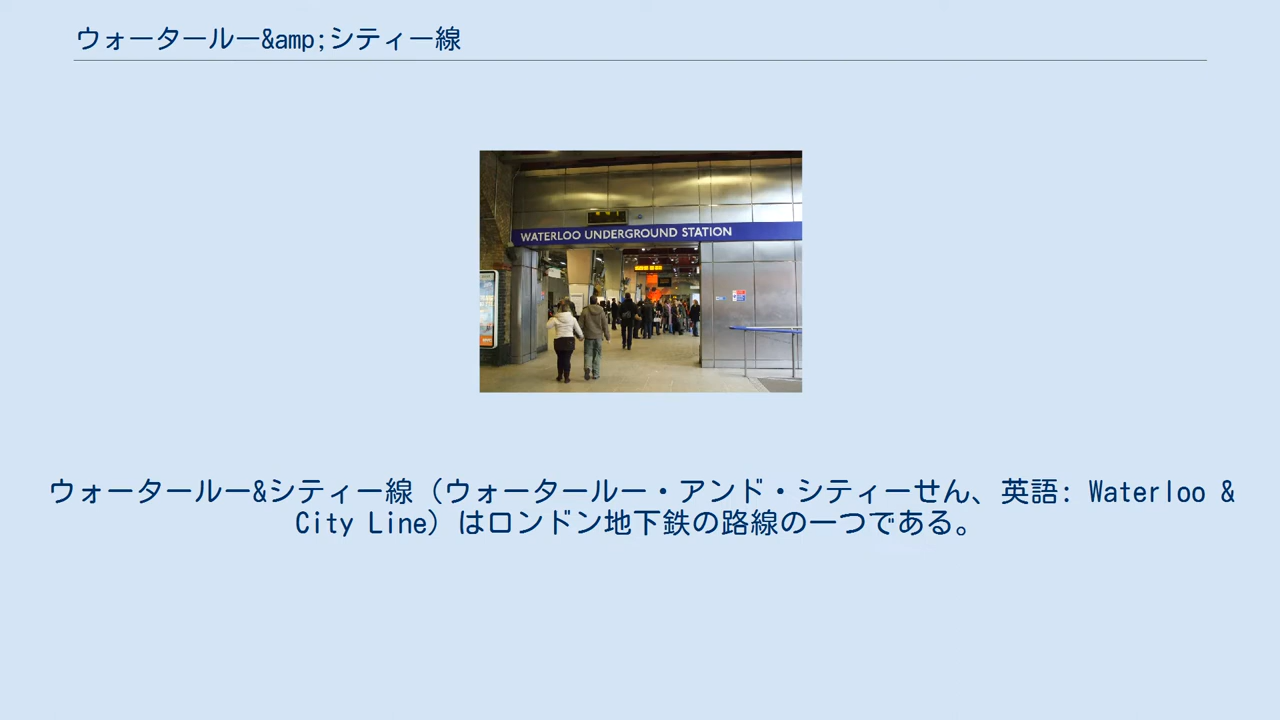 ウォータールー&amp;シティー線
WATERLOO UNDERGROUND STATION
ウォータールー&シティー線（ウォータールー・アンド・シティーせん、英語: Waterloo &
City Line）はロンドン地下鉄の路線の一つである。